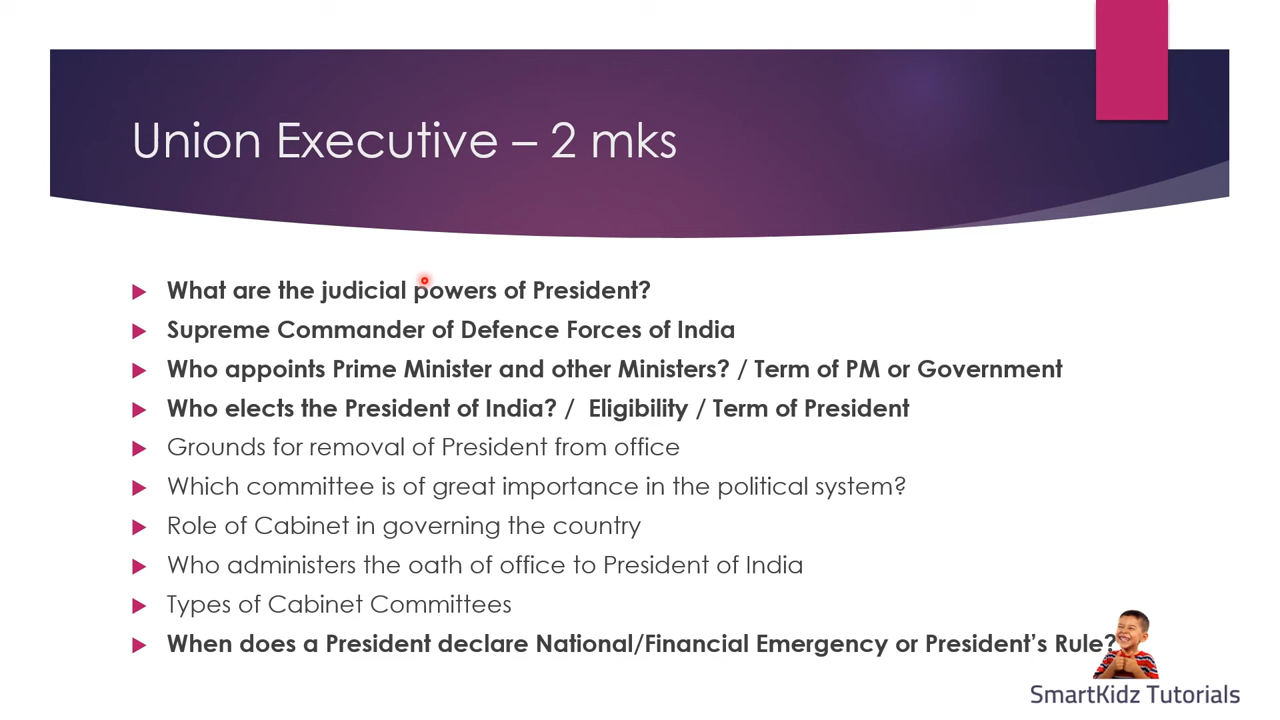 Union Executive – 2 mks
What are the judicial powers of President?
Supreme Commander of Defence Forces of India
Who appoints Prime Minister and other Ministers? / Term of PM or Government
Who elects the President of India? / Eligibility / Term of President
Grounds for removal of President from office
Which committee is of great importance in the political system?
Role of Cabinet in governing the country
Who administers the oath of office to President of India
Types of Cabinet Committees
When does a President declare National/Financial Emergency or President's Rule?
SmartKidz Tutorials